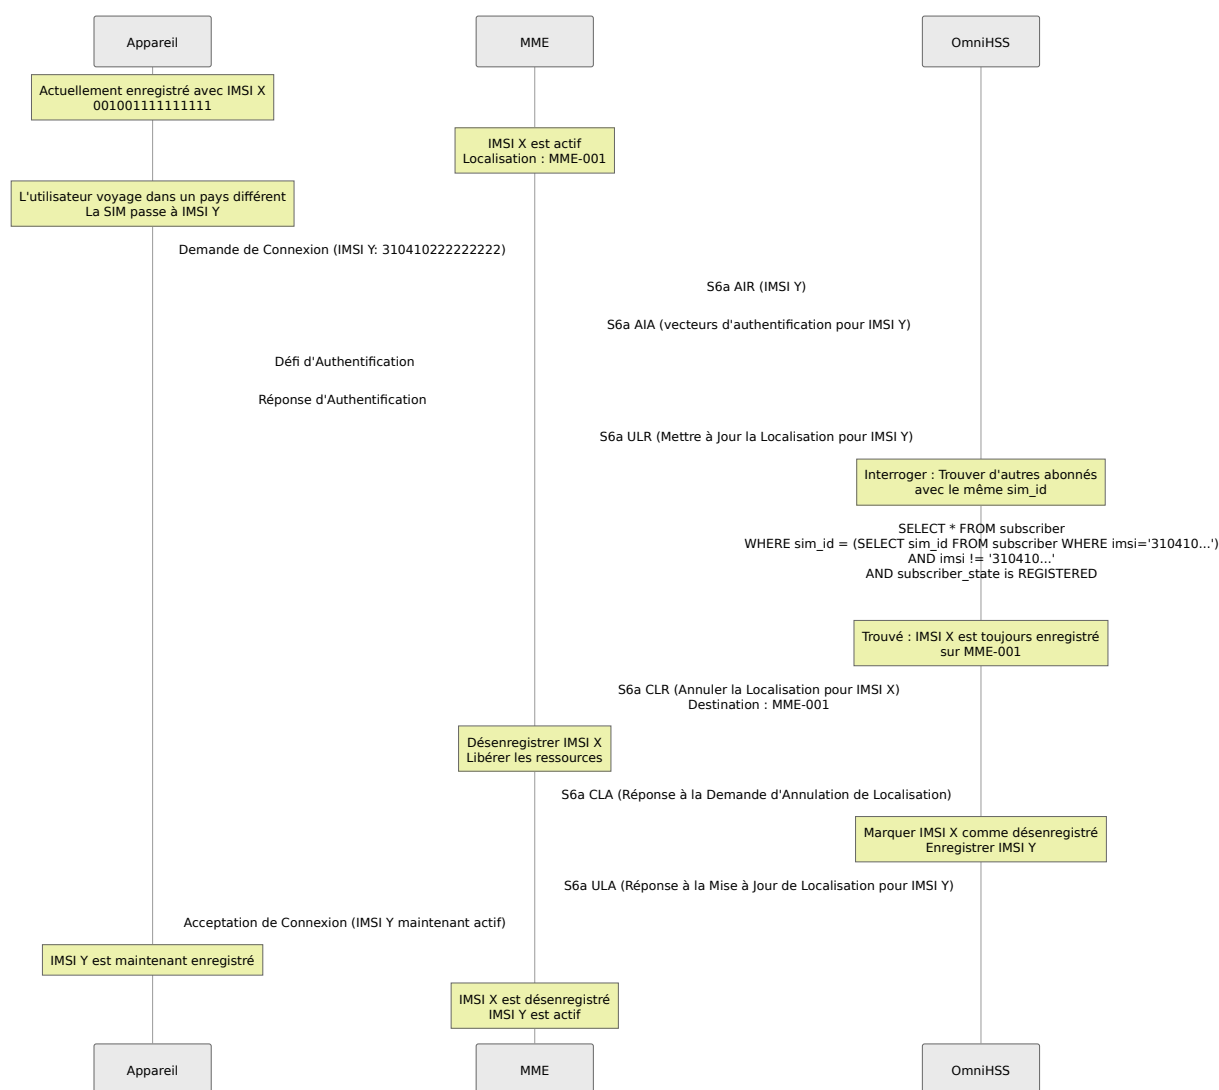 Appareil
MME
OmniHSS
Actuellement enregistré avec IMSI X
001001111111111
IMSI X est actif
Localisation : MME-001
L'utilisateur voyage dans un pays différent
La SIM passe à IMSI Y
Demande de Connexion (IMSI Y: 310410222222222)
S6a AIR (IMSI Y)
S6a AIA (vecteurs d'authentification pour IMSI Y)
Défi d'Authentification
Réponse d'Authentification
S6a ULR (Mettre à Jour la Localisation pour IMSI Y)
Interroger : Trouver d'autres abonnés
avec le même sim_id
SELECT * FROM subscriber
WHERE sim_id = (SELECT sim_id FROM subscriber WHERE imsi='310410...')
AND imsi != '310410...'
AND subscriber_state is REGISTERED
Trouvé : IMSI X est toujours enregistré
sur MME-001
S6a CLR (Annuler la Localisation pour IMSI X)
Destination : MME-001
Désenregistrer IMSI X
Libérer les ressources
S6a CLA (Réponse à la Demande d'Annulation de Localisation)
Marquer IMSI X comme désenregistré
Enregistrer IMSI Y
S6a ULA (Réponse à la Mise à Jour de Localisation pour IMSI Y)
Acceptation de Connexion (IMSI Y maintenant actif)
IMSI Y est maintenant enregistré
IMSI X est désenregistré
IMSI Y est actif
Appareil
MME
OmniHSS